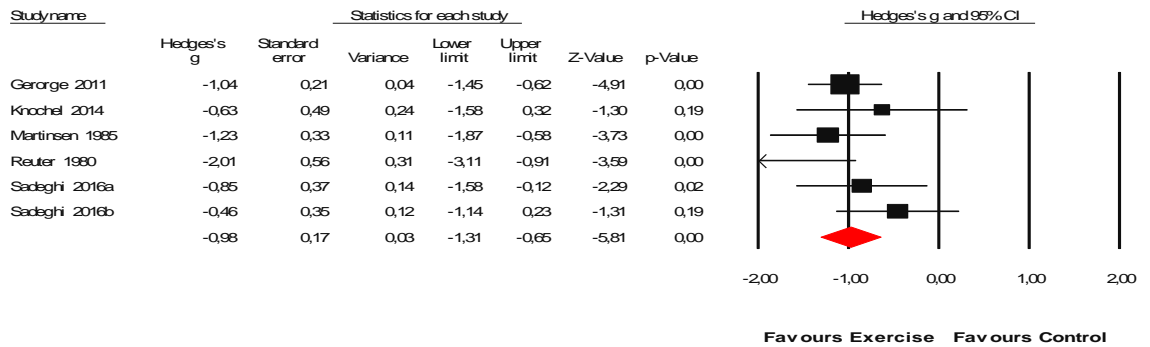 Study name Statistics for each study Hedges's g and 95% CI
Hedges's Standard Lower Upper
g error Variance limit limit Z-Value p-Value
Gerorge 2011 -1,04 0,21 0,04 -1,45 -0,62 -4,91 0,00
Knochel 2014 -0,63 0,49 0,24 -1,58 0,32 -1,30 0,19
Martinsen 1985 -1,23 0,33 0,11 -1,87 -0,58 -3,73 0,00
Reuter 1980 -2,01 0,56 0,31 -3,11 -0,91 -3,59 0,00
Sadeghi 2016a -0,85 0,37 0,14 -1,58 -0,12 -2,29 0,02
Sadeghi 2016b -0,46 0,35 0,12 -1,14 0,23 -1,31 0,19
-0,98 0,17 0,03 -1,31 -0,65 -5,81 0,00
-2,00 -1,00 0,00 1,00 2,00
Favours Exercise Favours Control